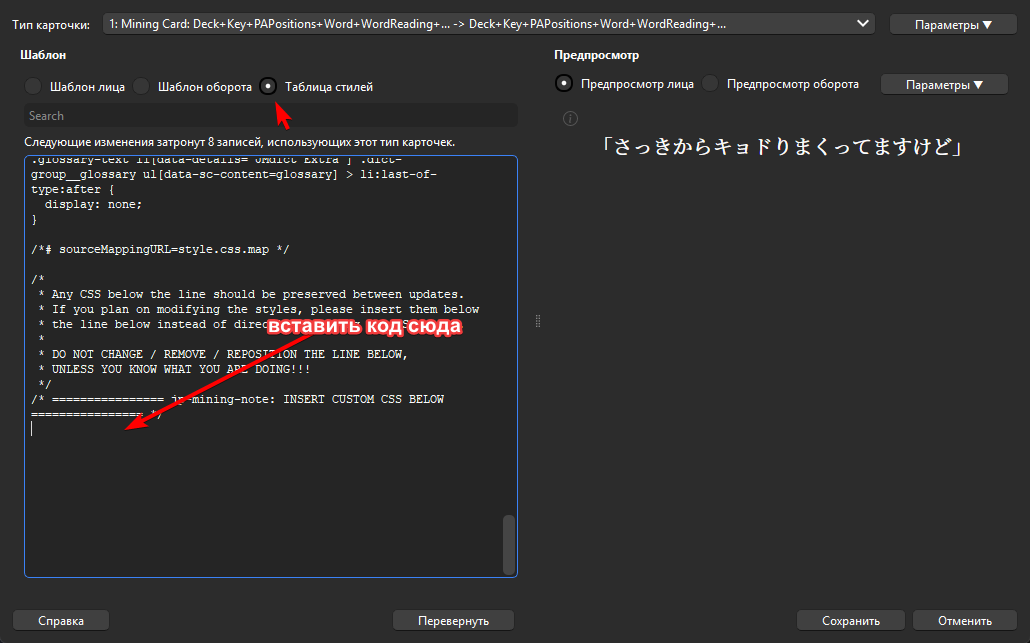 Тип карточки: 1: Mining Card: Deck+Key+PAPositions+Word+WordReading+... -> Deck+Key+PAPositions+Word+WordReading+... Параметры ▼
Шаблон
Шаблон лица Шаблон оборота Таблица стилей
Search
Следующие изменения затронут 8 записей, использующих этот тип карточек.
.glossary-text li[data-details="JMdict Extra"] .dict-
group__glossary ul[data-sc-content=glossary] > li:last-of-
type:after {
display: none;
}
/*# sourceMappingURL=style.css.map */
/*
* Any CSS below the line should be preserved between updates.
* If you plan on modifying the styles, please insert them below
* the line below instead of direc
вставить код сюда
*
* DO NOT CHANGE / REMOVE / REPOSITION THE LINE BELOW,
* UNLESS YOU KNOW WHAT YOU ARE DOING!!!
*/
/* ================ jp-mining-note: INSERT CUSTOM CSS BELOW
================ */
Предпросмотр
Предпросмотр лица Предпросмотр оборота Параметры ▼
「さっきからキョドりまくってますけど」
Справка Перевернуть Сохранить Отменить